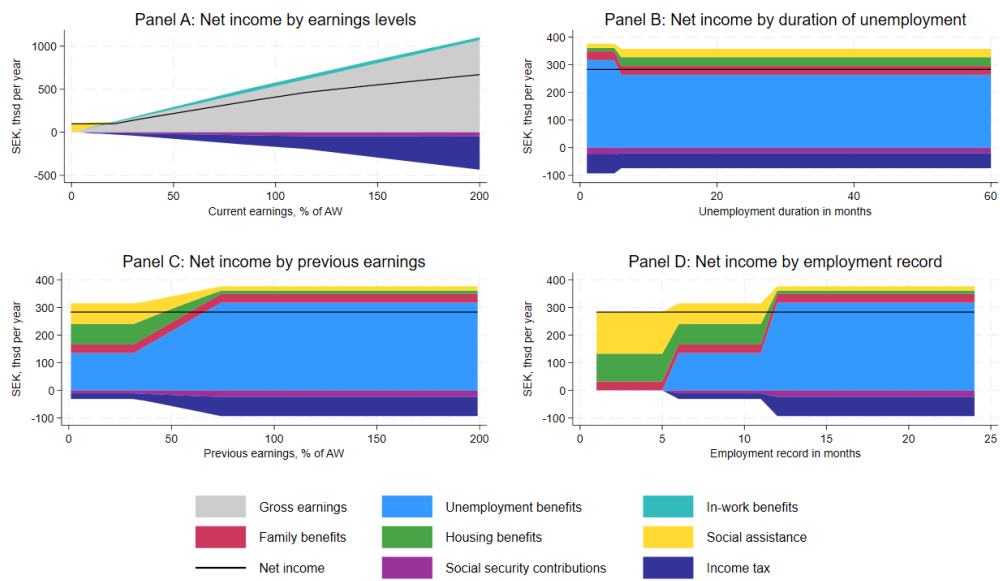 Panel A: Net income by earnings levels
SEK, thsd per year
1000
500
0
-500
0 50 100 150 200
Current earnings, % of AW
Panel B: Net income by duration of unemployment
SEK, thsd per year
400
300
200
100
0
-100
0 20 40 60
Unemployment duration in months
Panel C: Net income by previous earnings
SEK, thsd per year
400
300
200
100
0
-100
0 50 100 150 200
Previous earnings, % of AW
Panel D: Net income by employment record
SEK, thsd per year
400
300
200
100
0
-100
0 5 10 15 20 25
Employment record in months
Gross earnings Unemployment benefits In-work benefits
Family benefits Housing benefits Social assistance
Net income Social security contributions Income tax